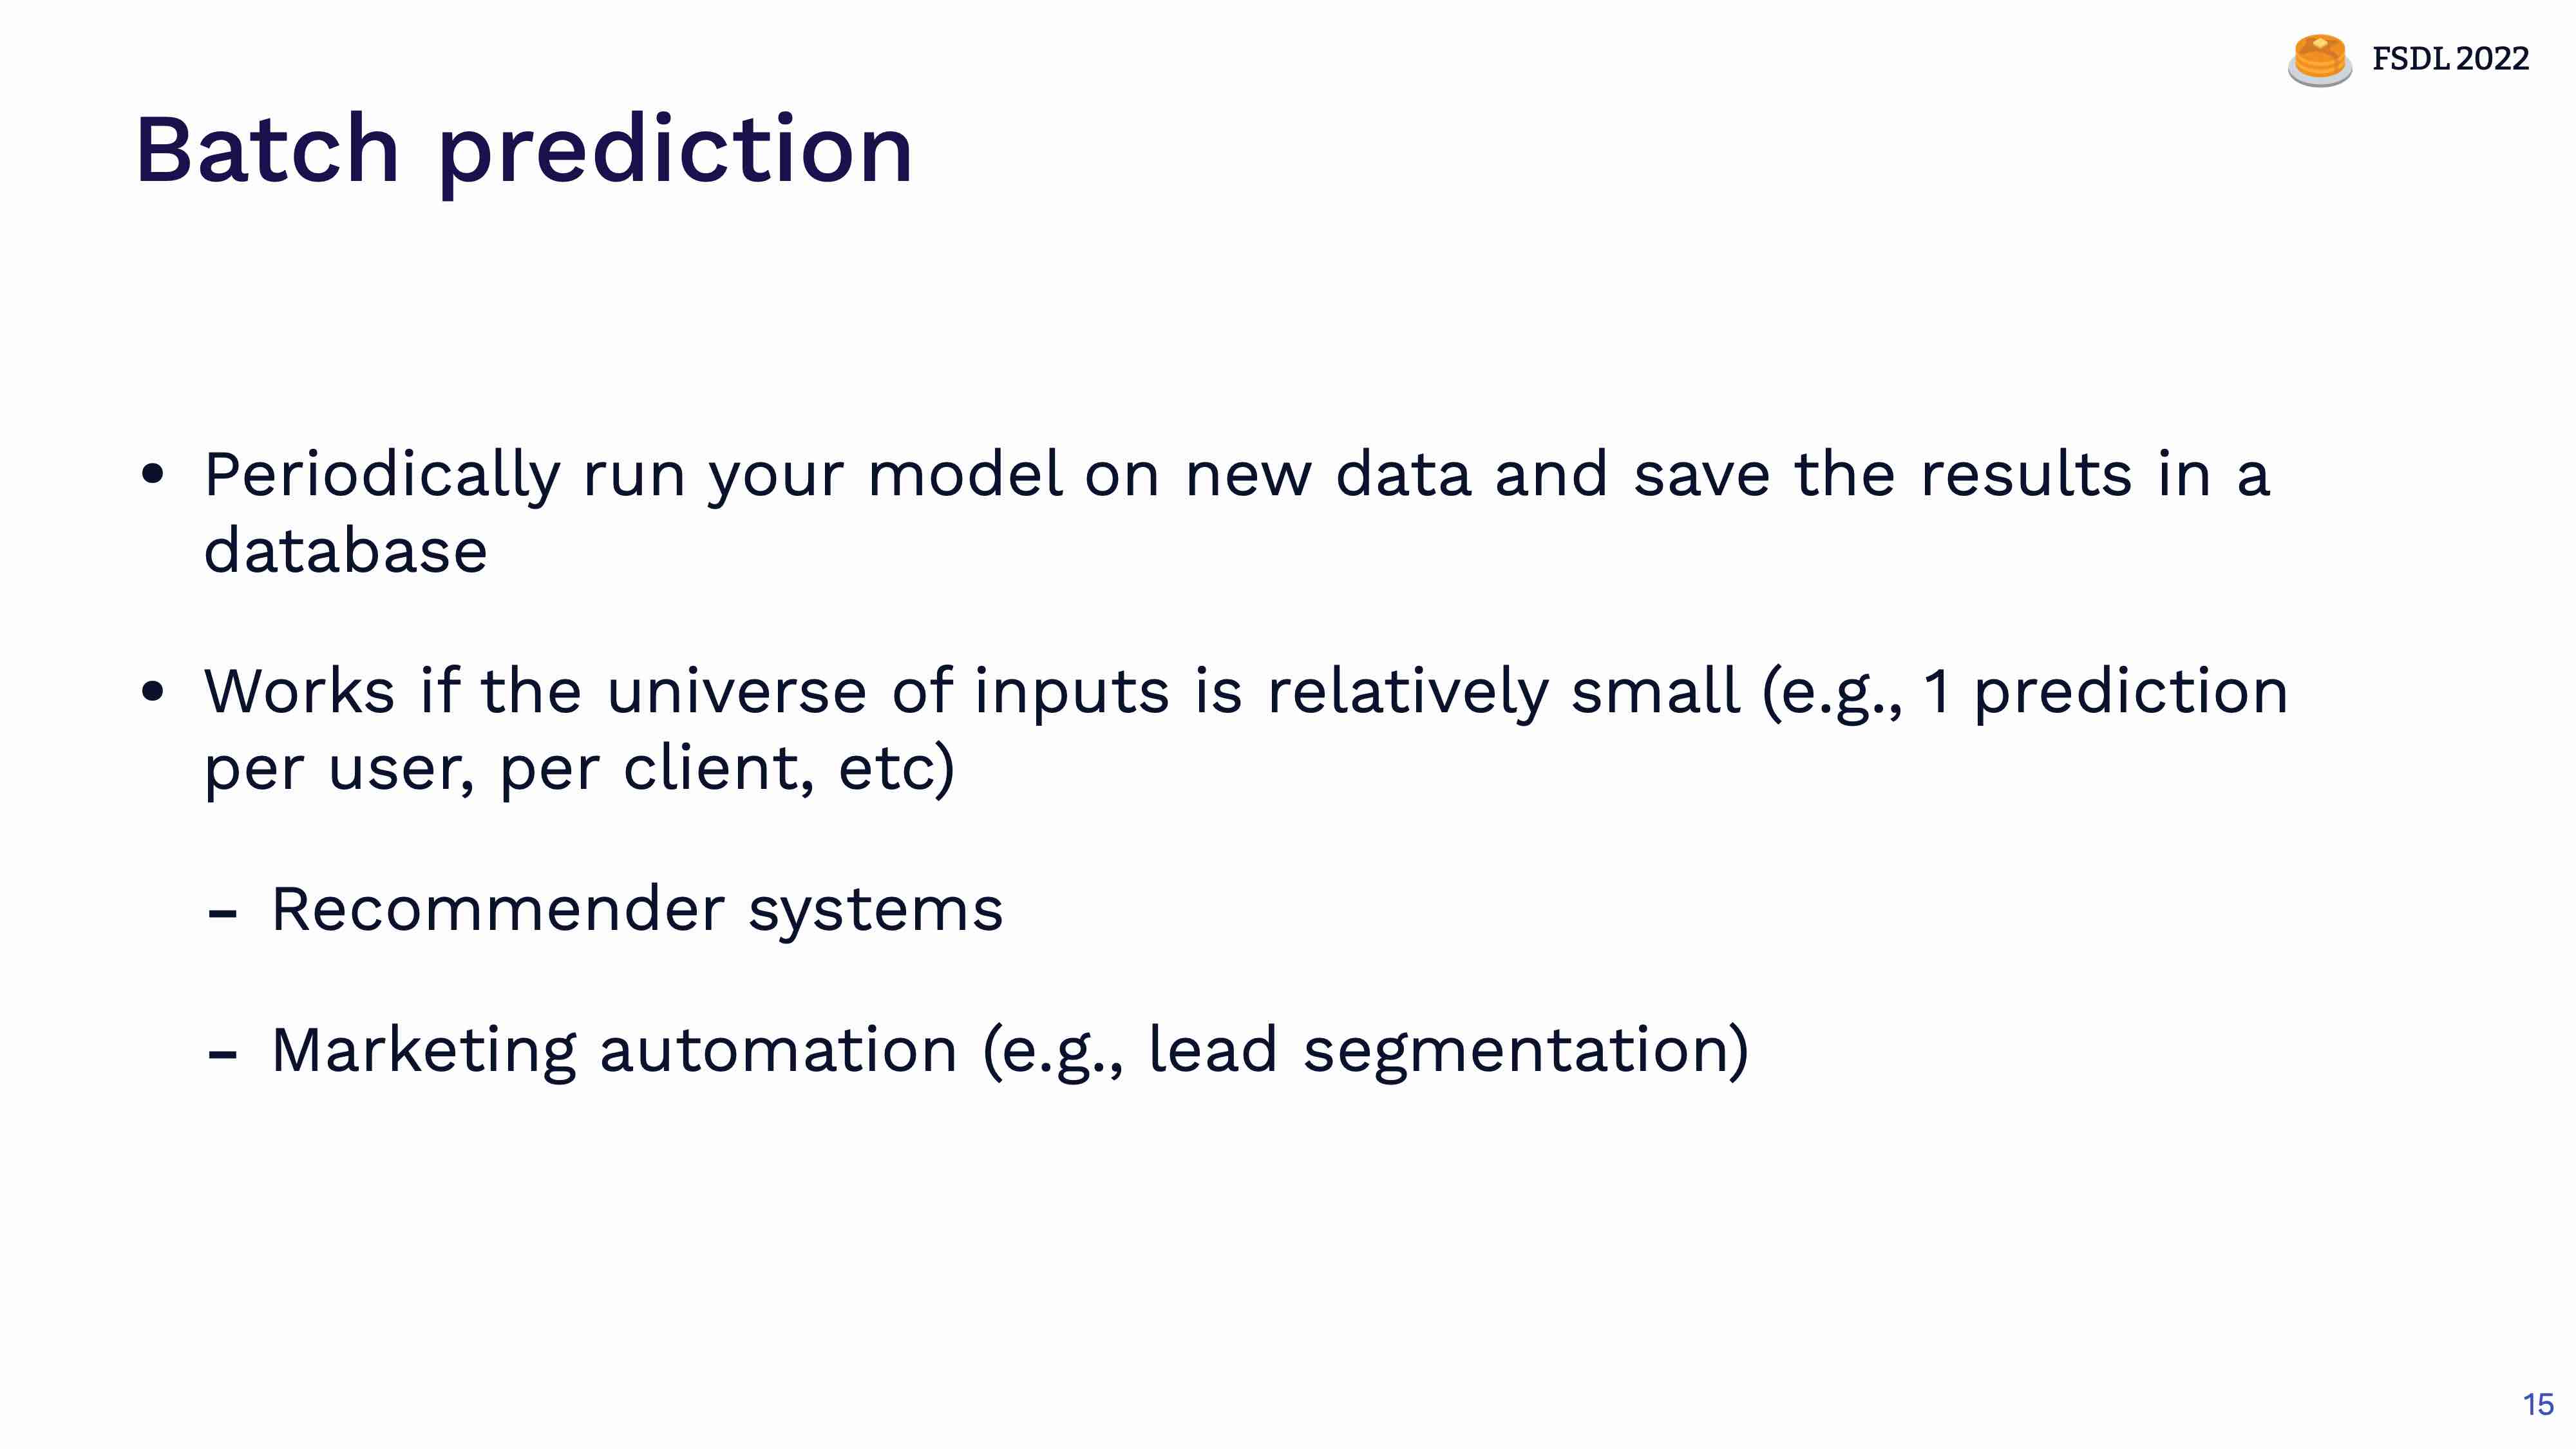 FSDL 2022
Batch prediction
• Periodically run your model on new data and save the results in a
database
• Works if the universe of inputs is relatively small (e.g., 1 prediction
per user, per client, etc)
- Recommender systems
- Marketing automation (e.g., lead segmentation)
15